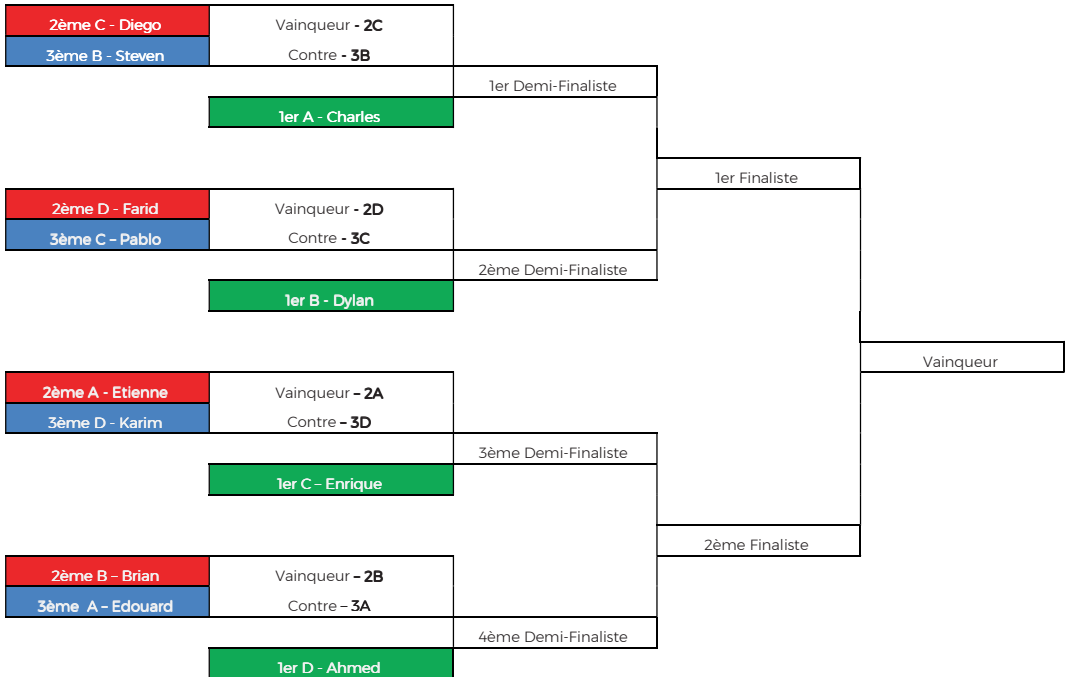 2ème C - Diego
Vainqueur - 2C
3ème B - Steven
Contre - 3B
1er Demi-Finaliste
1er A - Charles
1er Finaliste
2ème D - Farid
Vainqueur - 2D
3ème C – Pablo
Contre - 3C
2ème Demi-Finaliste
1er B - Dylan
Vainqueur
2ème A - Etienne
Vainqueur – 2A
3ème D - Karim
Contre – 3D
3ème Demi-Finaliste
1er C – Enrique
2ème Finaliste
2ème B – Brian
Vainqueur – 2B
3ème A – Edouard
Contre – 3A
4ème Demi-Finaliste
1er D - Ahmed